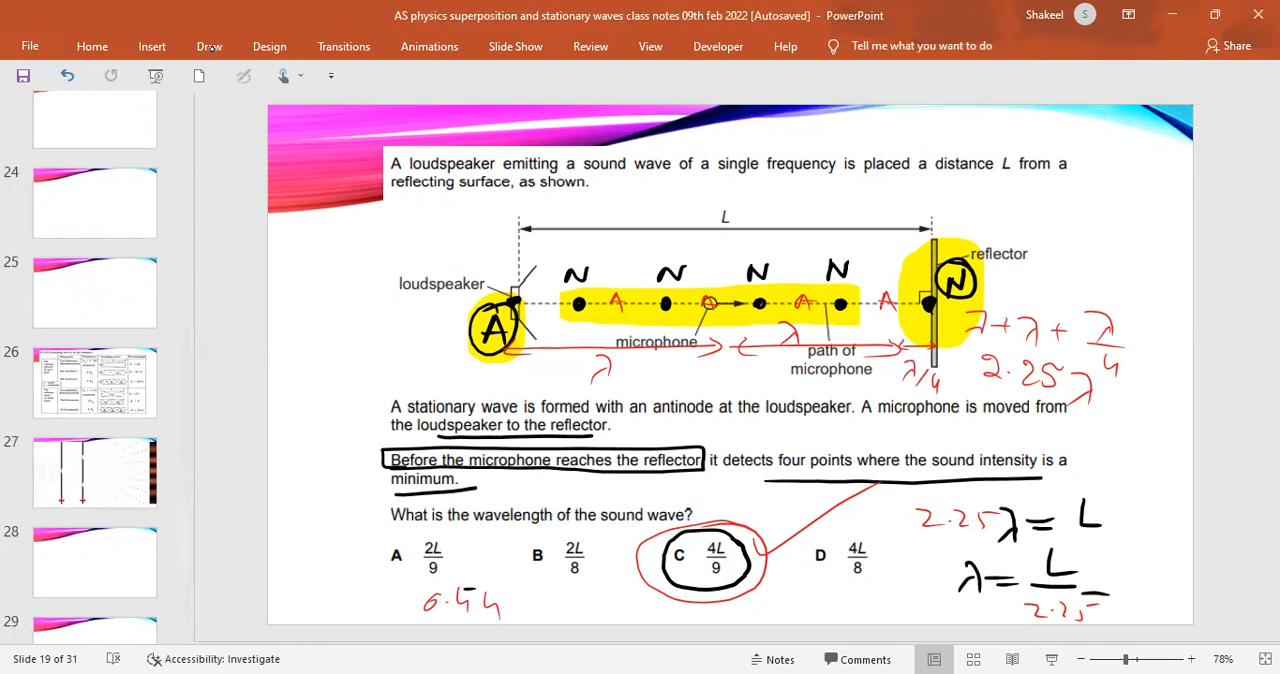 AS physics superposition and stationary waves class notes 09th feb 2022 [Autosaved] - PowerPoint
Shakeel S
File Home Insert Draw Design Transitions Animations Slide Show Review View Developer Help Tell me what you want to do Share
24
25
26
27
28
29
A loudspeaker emitting a sound wave of a single frequency is placed a distance L from a
reflecting surface, as shown.
L
reflector
loudspeaker
N N N N N
A A A A A
microphone
path of
microphone
λ λ λ/4
λ + λ + λ/4
2.25 λ
A stationary wave is formed with an antinode at the loudspeaker. A microphone is moved from
the loudspeaker to the reflector.
Before the microphone reaches the reflector, it detects four points where the sound intensity is a
minimum.
What is the wavelength of the sound wave?
2.25 λ = L
A 2L/9 B 2L/8 C 4L/9 D 4L/8
λ = L/2.25
0.44
Slide 19 of 31 Accessibility: Investigate Notes Comments 78%